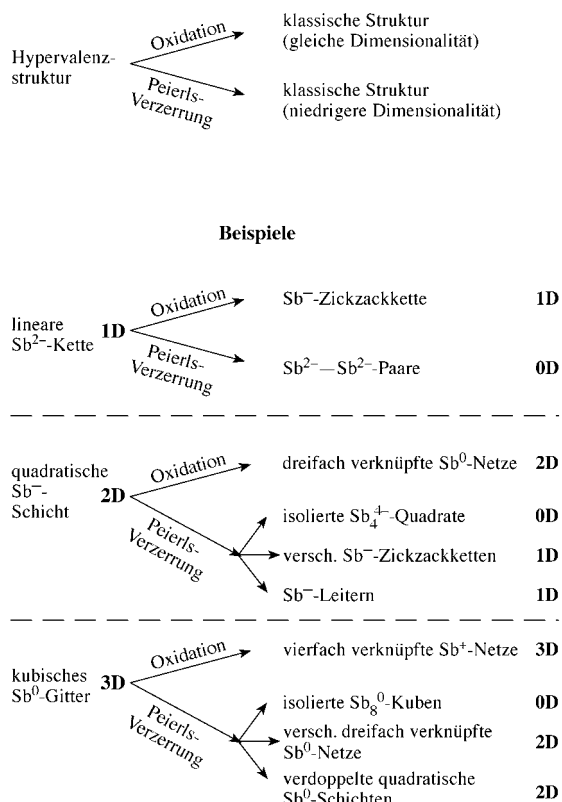 Oxidation
klassische Struktur
(gleiche Dimensionalität)
Hypervalenz-
struktur
Peierls-
Verzerrung
klassische Struktur
(niedrigere Dimensionalität)
Beispiele
Oxidation
Sb⁻-Zickzackkette 1D
lineare
Sb²⁻-Kette 1D
Peierls-
Verzerrung
Sb²⁻—Sb²⁻-Paare 0D
Oxidation
dreifach verknüpfte Sb⁰-Netze 2D
quadratische
Sb⁻-
Schicht 2D
Peierls-
Verzerrung
isolierte Sb₄⁴⁻-Quadrate 0D
versch. Sb⁻-Zickzackketten 1D
Sb⁻-Leitern 1D
Oxidation
vierfach verknüpfte Sb⁺-Netze 3D
kubisches
Sb⁰-Gitter 3D
Peierls-
Verzerrung
isolierte Sb₈⁰-Kuben 0D
versch. dreifach verknüpfte
Sb⁰-Netze 2D
verdoppelte quadratische
Sb⁰-Schichten 2D